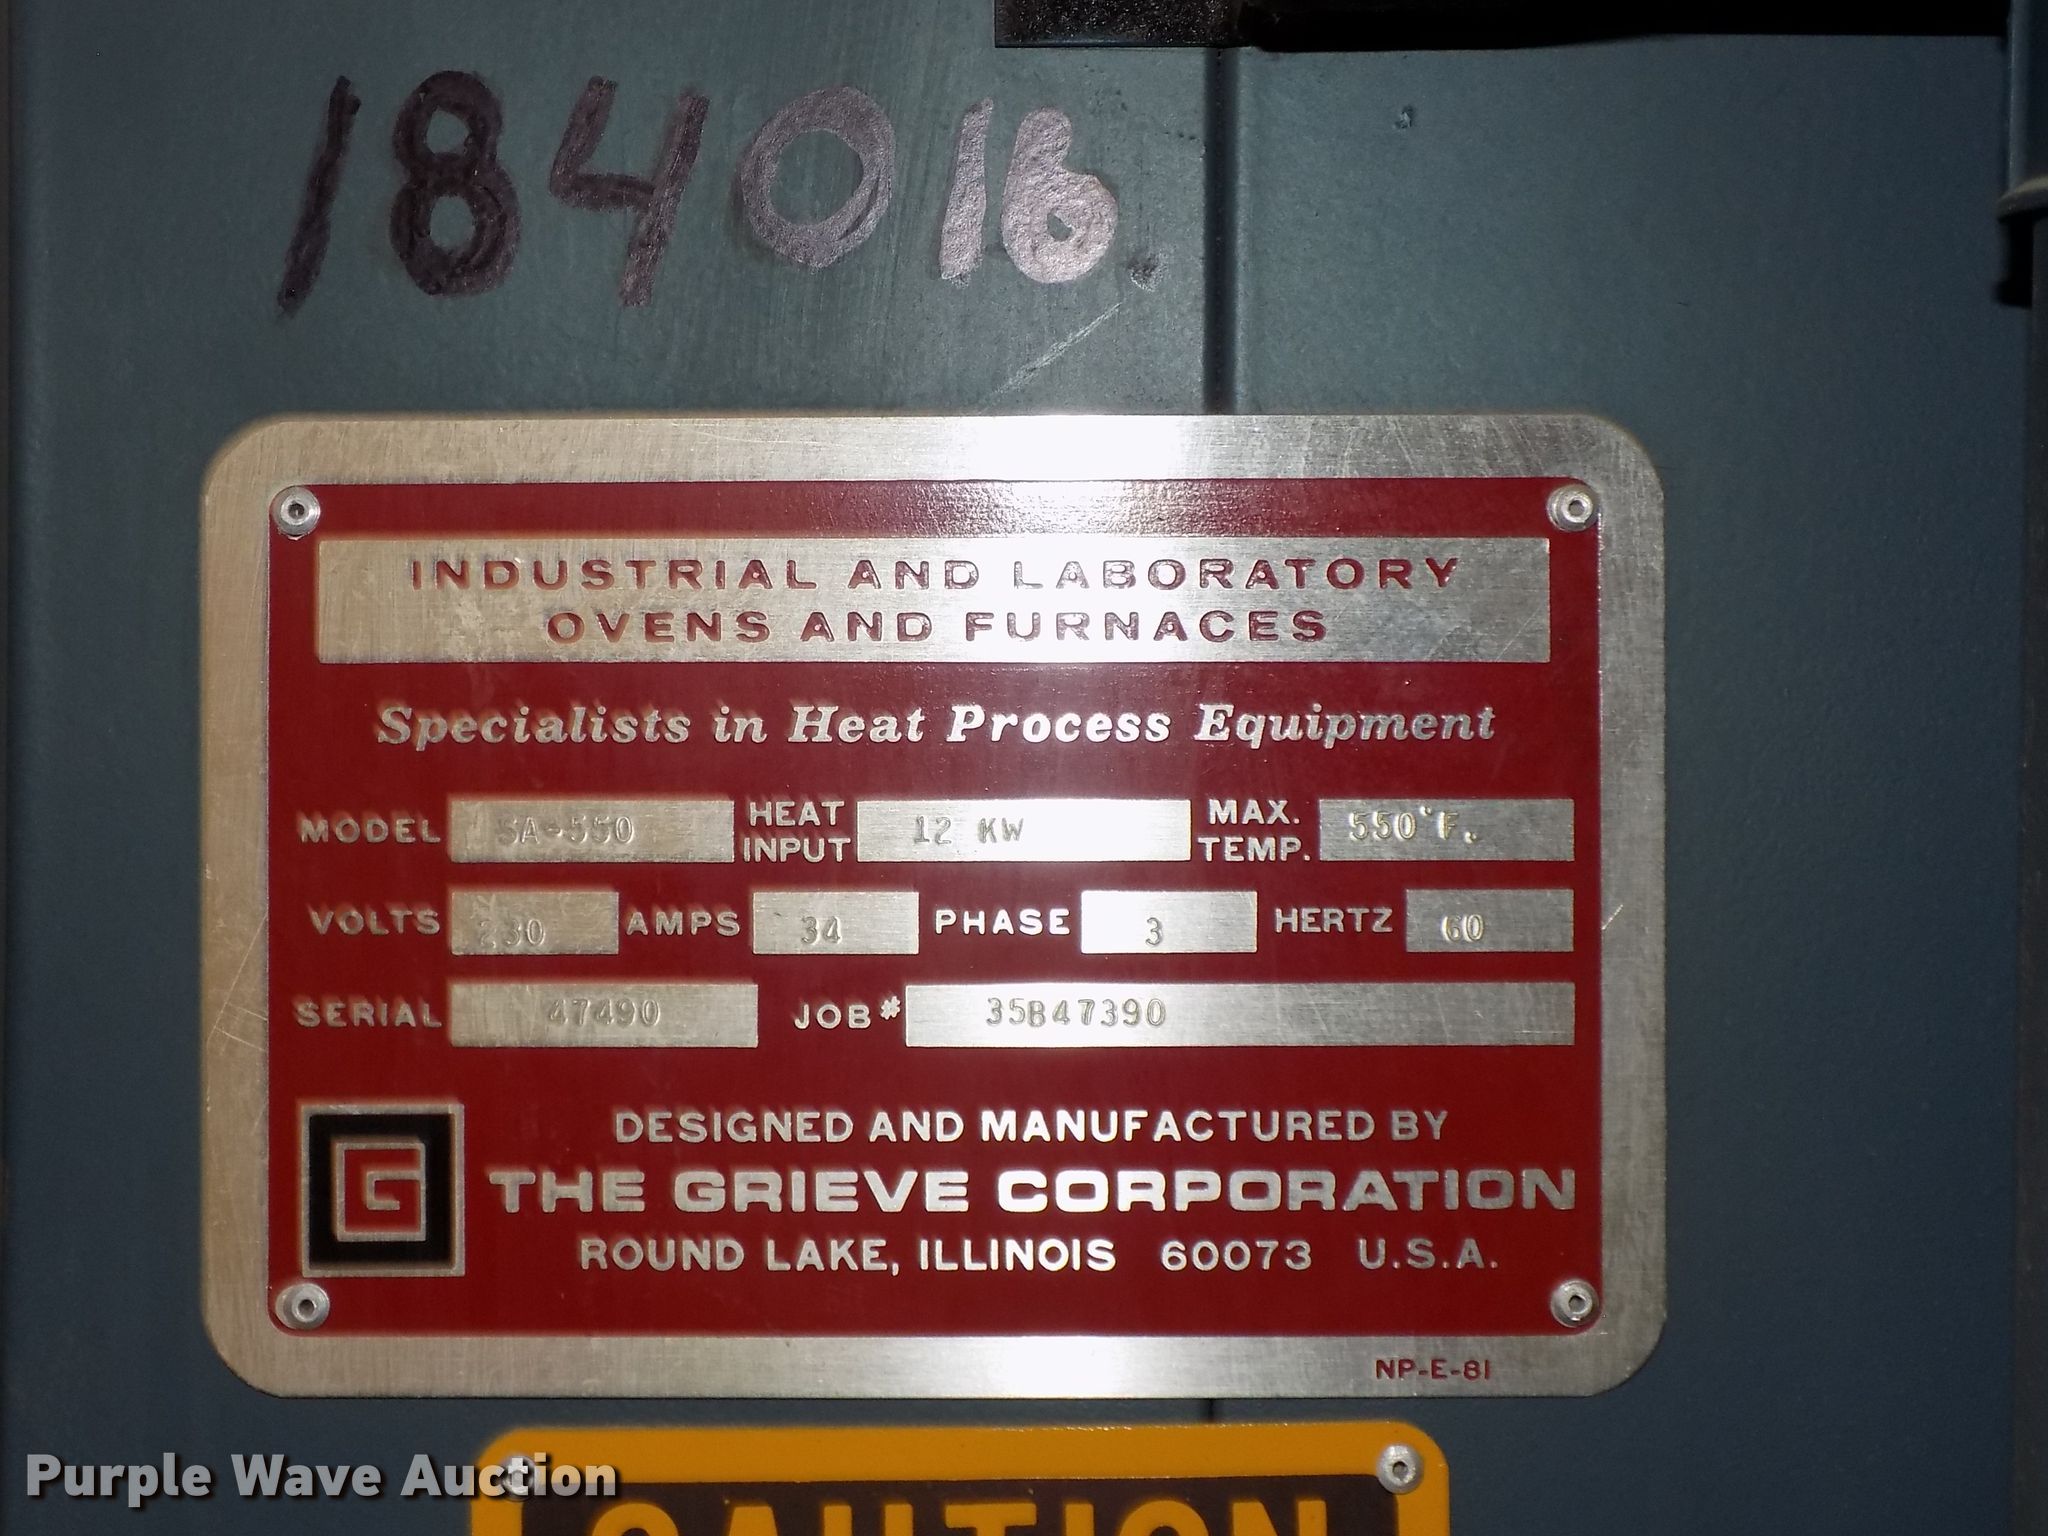 184016
INDUSTRIAL AND LABORATORY
OVENS AND FURNACES
Specialists in Heat Process Equipment
MODEL SA-550 HEAT INPUT 12 KW MAX. TEMP. 550°F.
VOLTS 230 AMPS 34 PHASE 3 HERTZ 60
SERIAL 47490 JOB# 35B47390
G
DESIGNED AND MANUFACTURED BY
THE GRIEVE CORPORATION
ROUND LAKE, ILLINOIS 60073 U.S.A.
NP-E-81
CAUTION
Purple Wave Auction